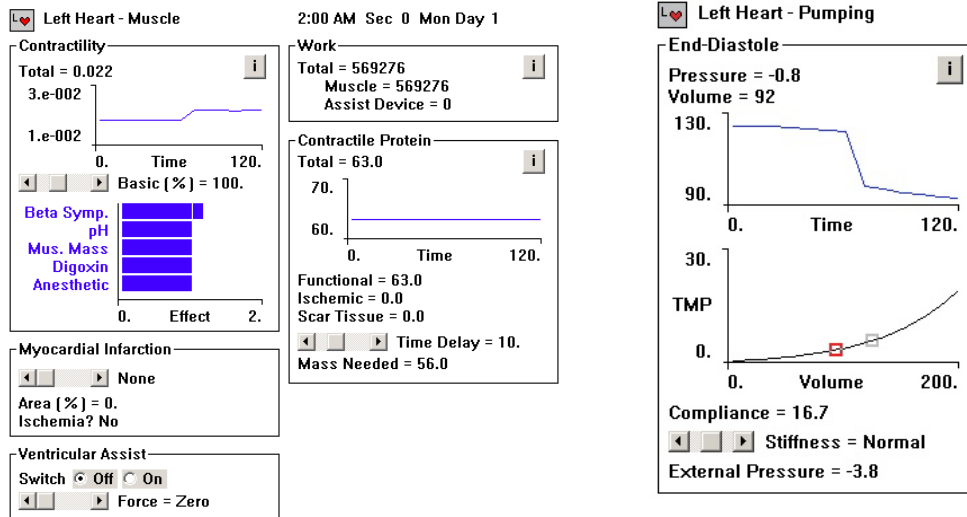 Left Heart - Muscle
2:00 AM Sec 0 Mon Day 1
Contractility
Total = 0.022
i
3.e-002
1.e-002
0. Time 120.
Basic (%) = 100.
Beta Symp.
pH
Mus. Mass
Digoxin
Anesthetic
0. Effect 2.
Myocardial Infarction
None
Area (%) = 0.
Ischemia? No
Ventricular Assist
Switch Off On
Force = Zero
Work
Total = 569276
i
Muscle = 569276
Assist Device = 0
Contractile Protein
Total = 63.0
i
70.
60.
0. Time 120.
Functional = 63.0
Ischemic = 0.0
Scar Tissue = 0.0
Time Delay = 10.
Mass Needed = 56.0
L
Left Heart - Pumping
End-Diastole
Pressure = -0.8
i
Volume = 92
130.
90.
0. Time 120.
30.
TMP
0.
0. Volume 200.
Compliance = 16.7
Stiffness = Normal
External Pressure = -3.8